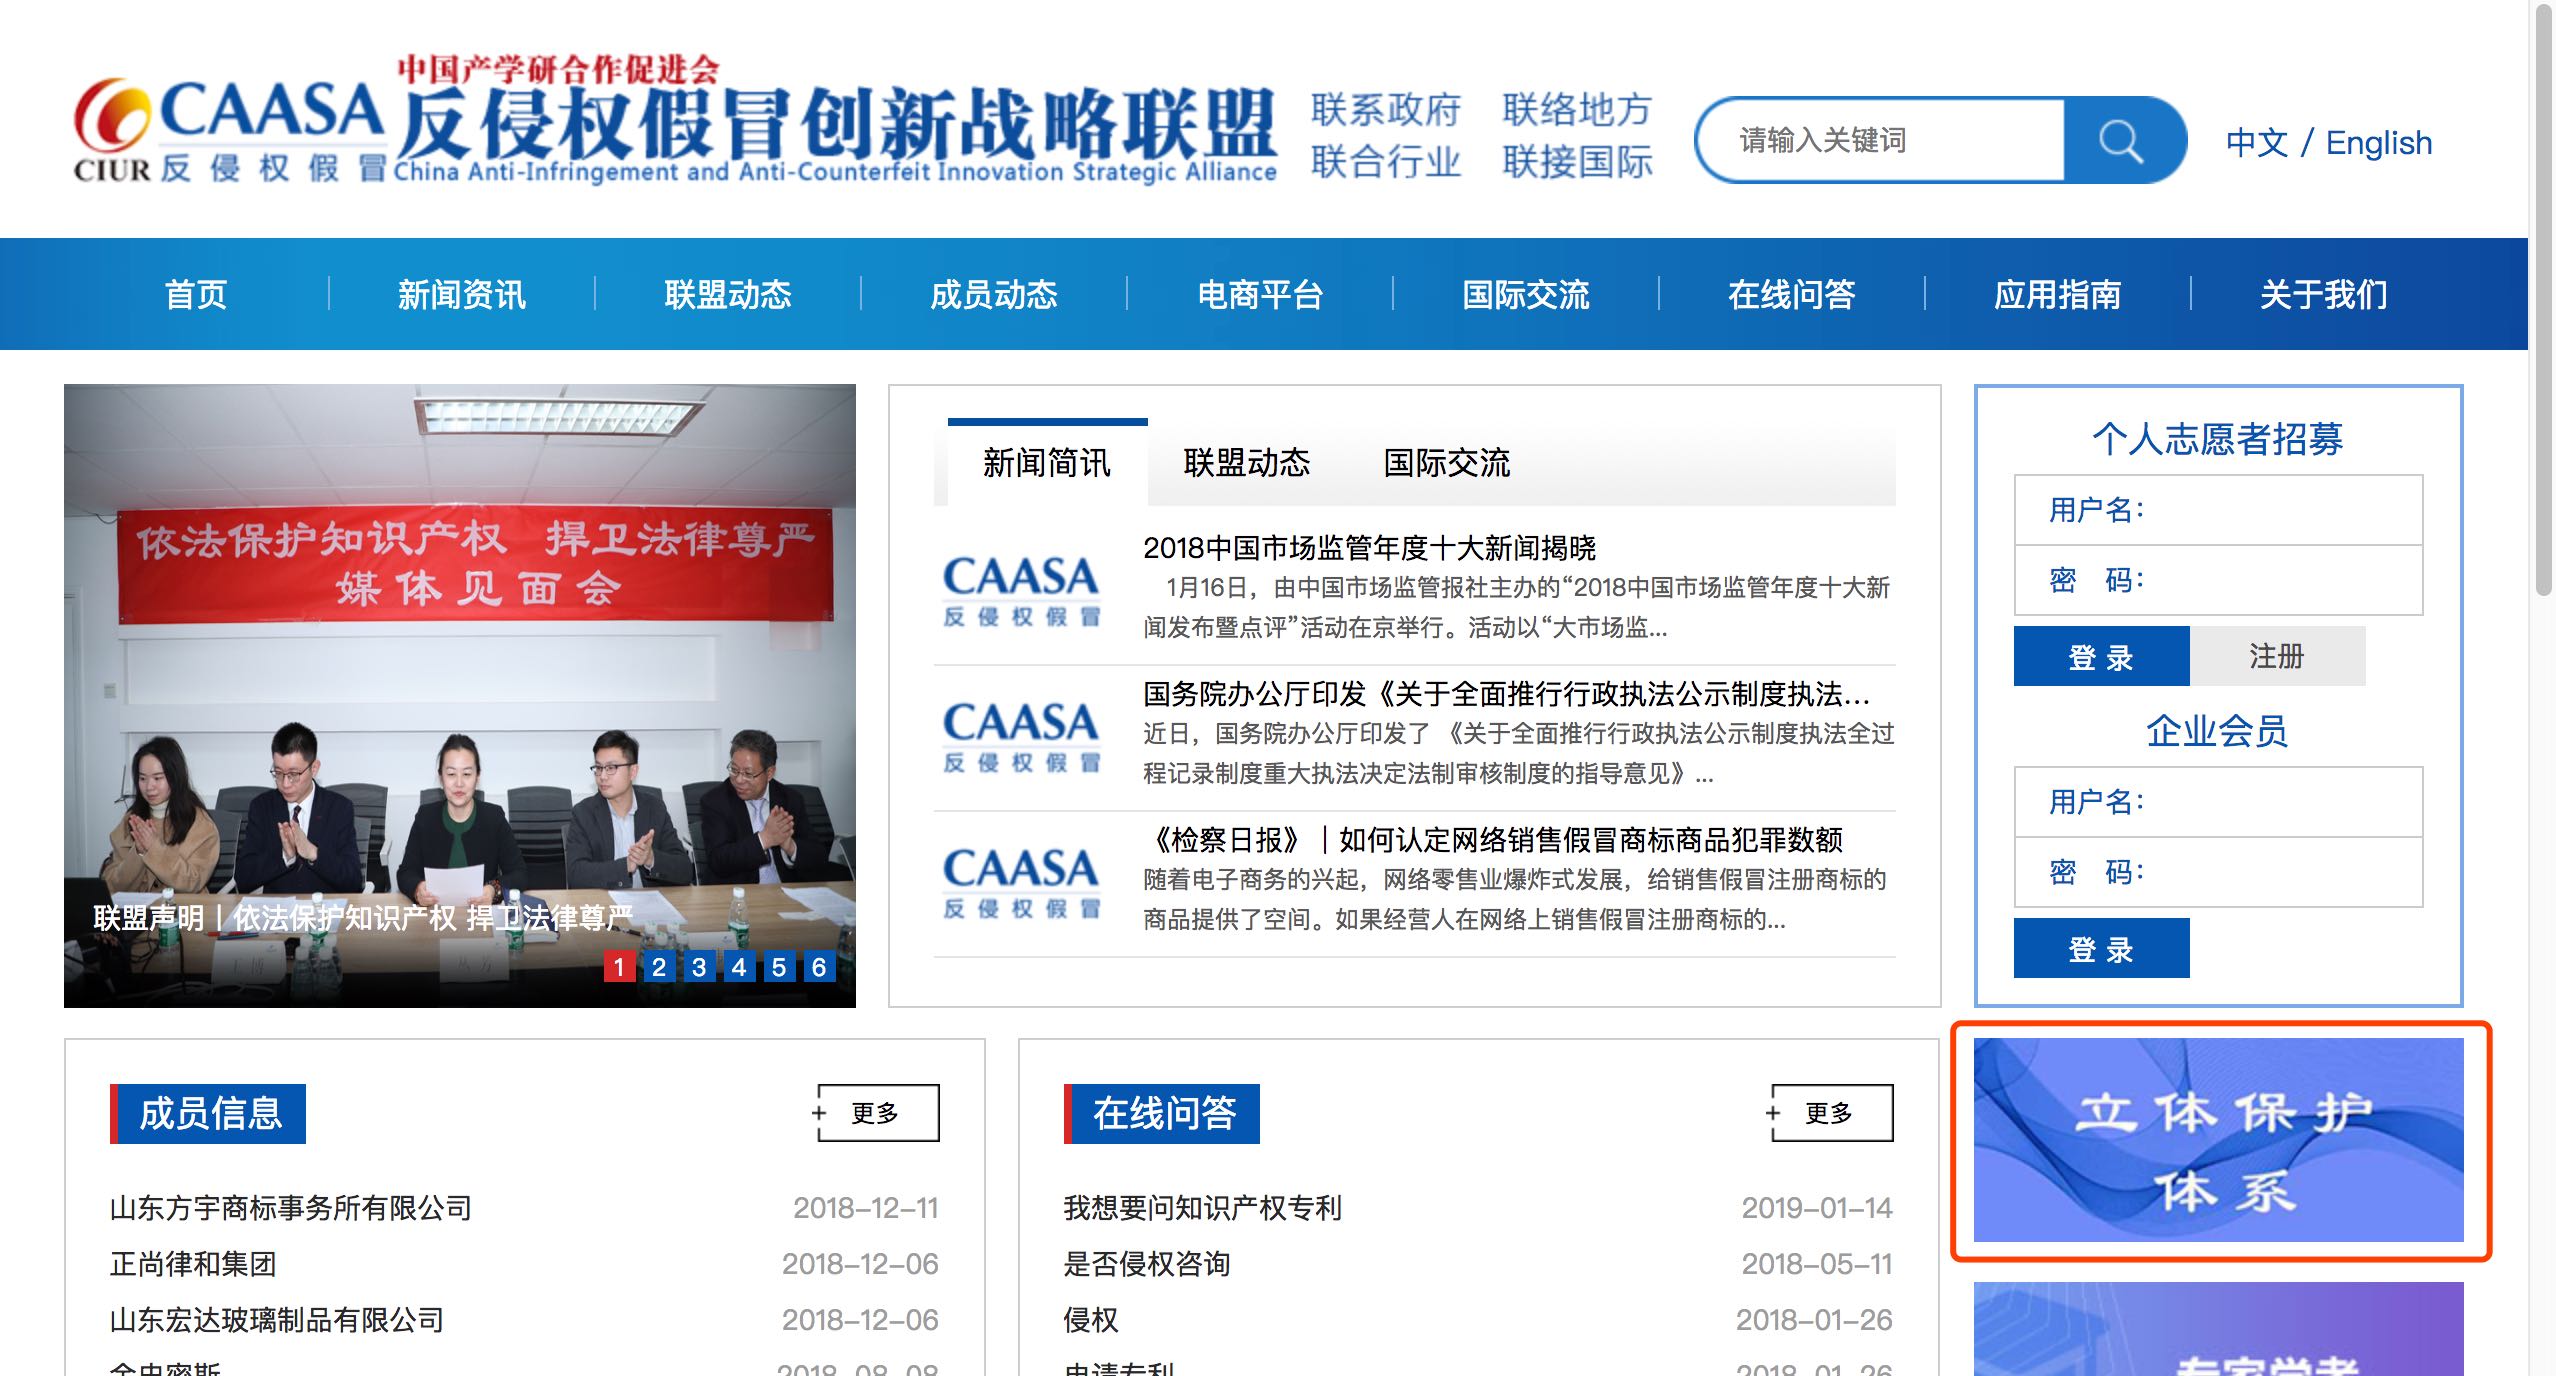 中国产学研合作促进会
CAASA
反侵权假冒创新战略联盟
CIUR
反侵权假冒
China Anti-Infringement and Anti-Counterfeit Innovation Strategic Alliance
联系政府 联络地方
联合行业 联接国际
请输入关键词
中文 / English
首页 新闻资讯 联盟动态 成员动态 电商平台 国际交流 在线问答 应用指南 关于我们
依法保护知识产权 捍卫法律尊严
媒体见面会
联盟声明｜依法保护知识产权 捍卫法律尊严
1 2 3 4 5 6
新闻简讯 联盟动态 国际交流
CAASA
反侵权假冒
2018中国市场监管年度十大新闻揭晓
1月16日，由中国市场监管报社主办的“2018中国市场监管年度十大新
闻发布暨点评”活动在京举行。活动以“大市场监...
CAASA
反侵权假冒
国务院办公厅印发《关于全面推行行政执法公示制度执法...
近日，国务院办公厅印发了 《关于全面推行行政执法公示制度执法全过
程记录制度重大执法决定法制审核制度的指导意见》...
CAASA
反侵权假冒
《检察日报》｜如何认定网络销售假冒商标商品犯罪数额
随着电子商务的兴起，网络零售业爆炸式发展，给销售假冒注册商标的
商品提供了空间。如果经营人在网络上销售假冒注册商标的...
个人志愿者招募
用户名：
密 码：
登 录 注册
企业会员
用户名：
密 码：
登 录
成员信息 更多
山东方宇商标事务所有限公司 2018-12-11
正尚律和集团 2018-12-06
山东宏达玻璃制品有限公司 2018-12-06
在线问答 更多
我想要问知识产权专利 2019-01-14
是否侵权咨询 2018-05-11
侵权 2018-01-26
申请专利 2018-01-26
立体保护
体系
专家学者